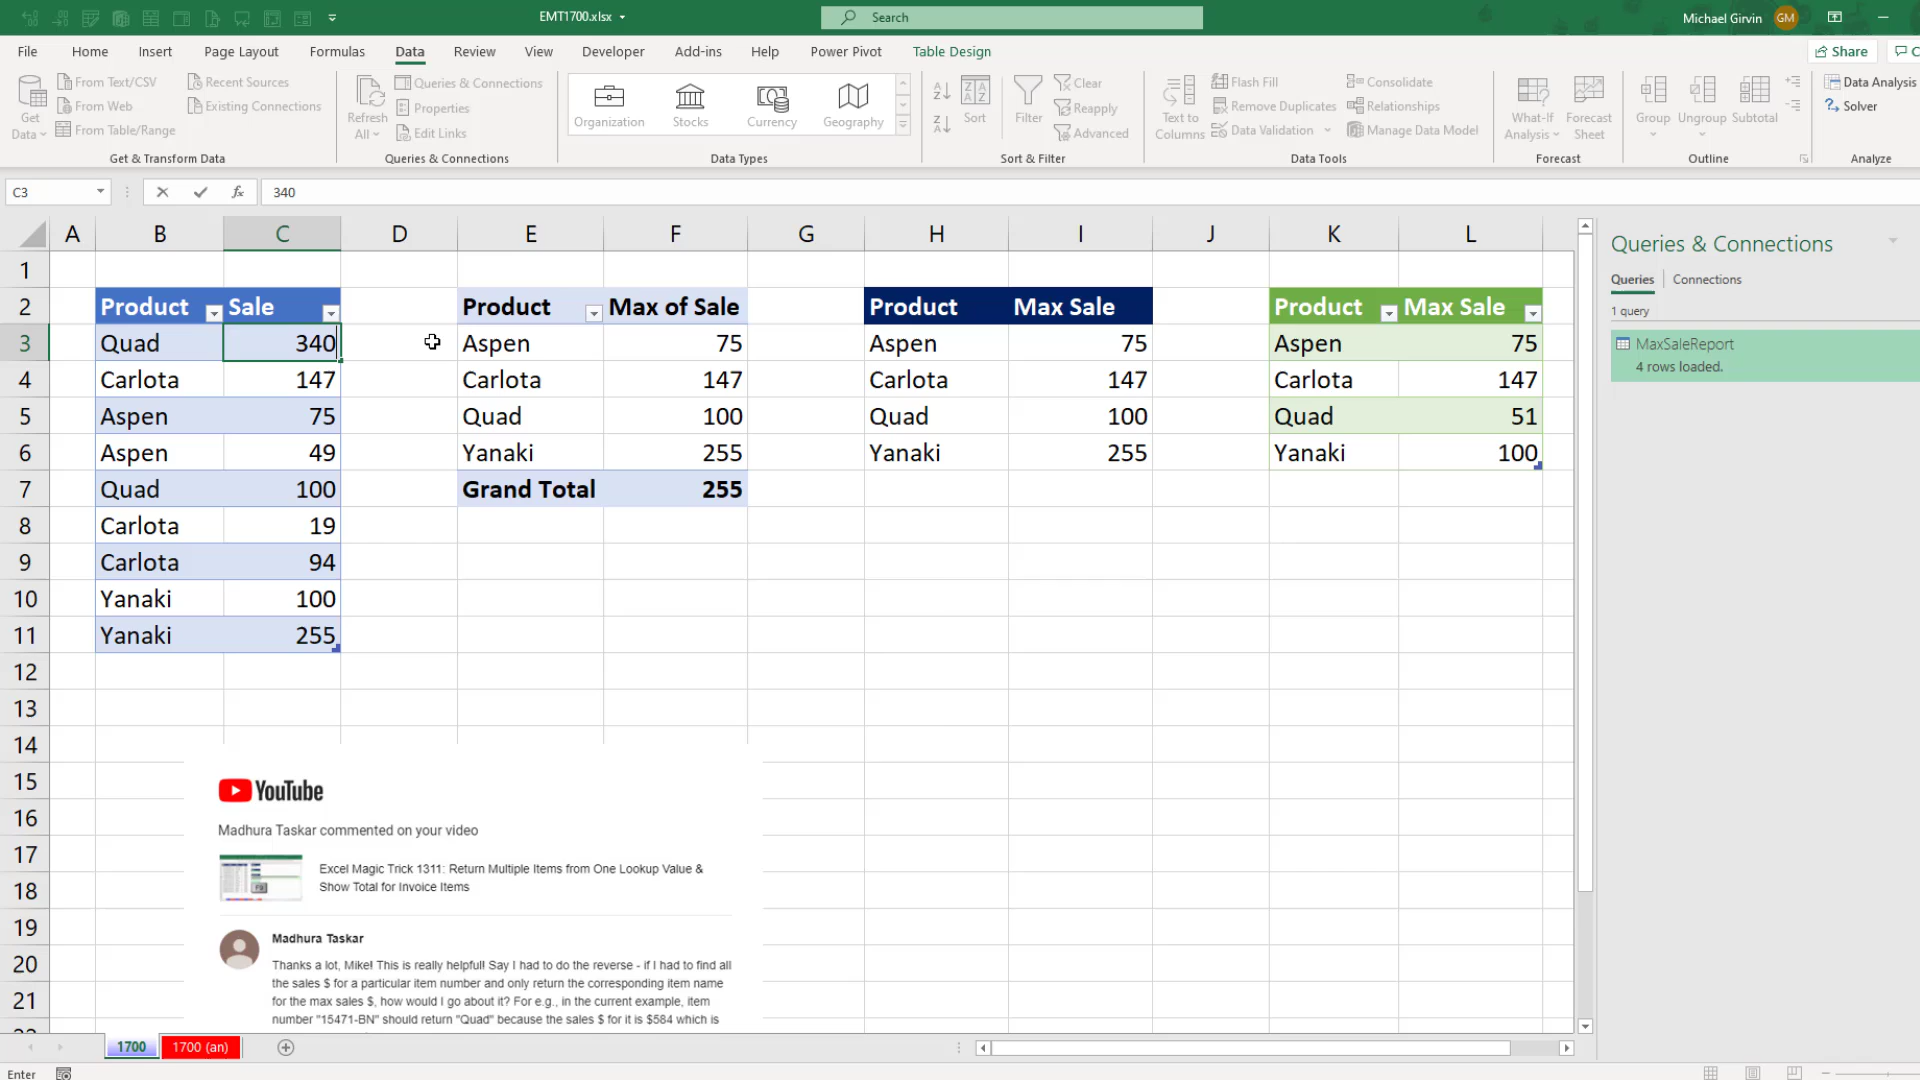 EMT1700.xlsx
Search
Michael Girvin
GM
File Home Insert Page Layout Formulas Data Review View Developer Add-ins Help Power Pivot Table Design
Share
Get Data
From Text/CSV
From Web
From Table/Range
Recent Sources
Existing Connections
Get & Transform Data
Refresh All
Queries & Connections
Properties
Edit Links
Queries & Connections
Organization
Stocks
Currency
Geography
Data Types
Sort
Filter
Clear
Reapply
Advanced
Sort & Filter
Text to Columns
Flash Fill
Remove Duplicates
Data Validation
Consolidate
Relationships
Manage Data Model
Data Tools
What-If Analysis
Forecast Sheet
Forecast
Group
Ungroup
Subtotal
Outline
Data Analysis
Solver
Analyze
C3
fx
340
A B C D E F G H I J K L
1
2 Product Sale Product Max of Sale Product Max Sale Product Max Sale
3 Quad 340 Aspen 75 Aspen 75 Aspen 75
4 Carlota 147 Carlota 147 Carlota 147 Carlota 147
5 Aspen 75 Quad 100 Quad 100 Quad 51
6 Aspen 49 Yanaki 255 Yanaki 255 Yanaki 100
7 Quad 100 Grand Total 255
8 Carlota 19
9 Carlota 94
10 Yanaki 100
11 Yanaki 255
12
13
14
15
16
17
18
19
20
21
YouTube
Madhura Taskar commented on your video
Excel Magic Trick 1311: Return Multiple Items from One Lookup Value &
Show Total for Invoice Items
Madhura Taskar
Thanks a lot, Mike! This is really helpful! Say I had to do the reverse - if I had to find all
the sales $ for a particular item number and only return the corresponding item name
for the max sales $, how would I go about it? For e.g., in the current example, item
number "15471-BN" should return "Quad" because the sales $ for it is $584 which is
Queries & Connections
Queries Connections
1 query
MaxSaleReport
4 rows loaded.
1700
1700 (an)
Enter